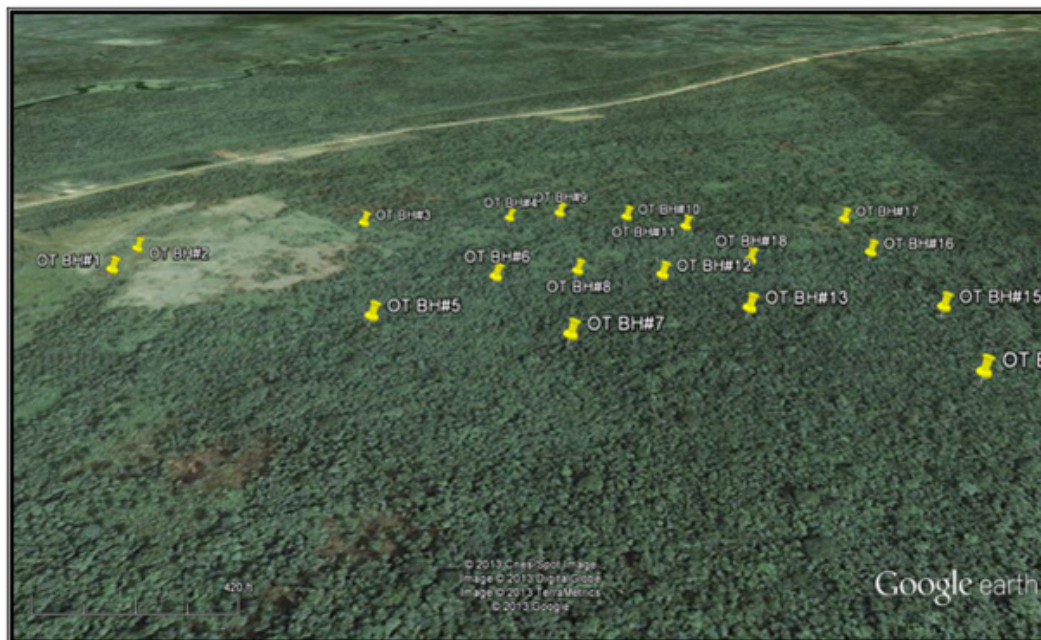 OT BH#9
OT BH#4
OT BH#10
OT BH#17
OT BH#3
OT BH#11
OT BH#18
OT BH#16
OT BH#2
OT BH#1
OT BH#6
OT BH#12
OT BH#8
OT BH#5
OT BH#13
OT BH#15
OT BH#7
OT B
© 2013 Cnes/Spot Image
Image © 2013 DigitalGlobe
Image © 2013 TerraMetrics
© 2013 Google
420 ft
Google earth